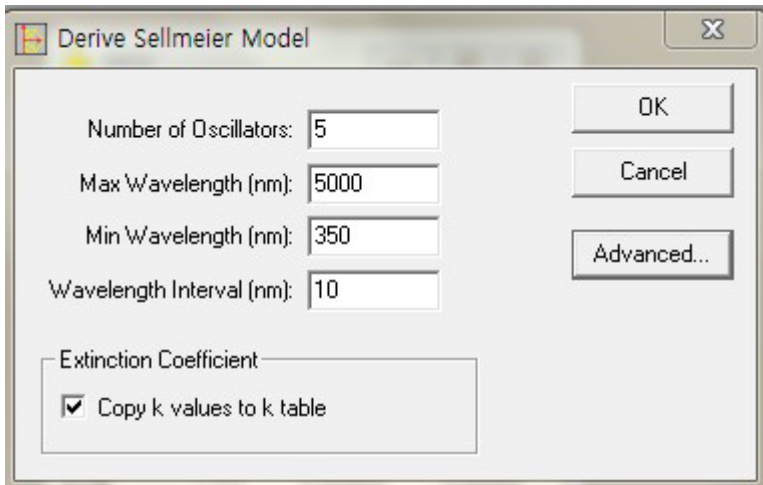 Derive Sellmeier Model
Number of Oscillators: 5
Max Wavelength (nm): 5000
Min Wavelength (nm): 350
Wavelength Interval (nm): 10
OK
Cancel
Advanced...
Extinction Coefficient
Copy k values to k table